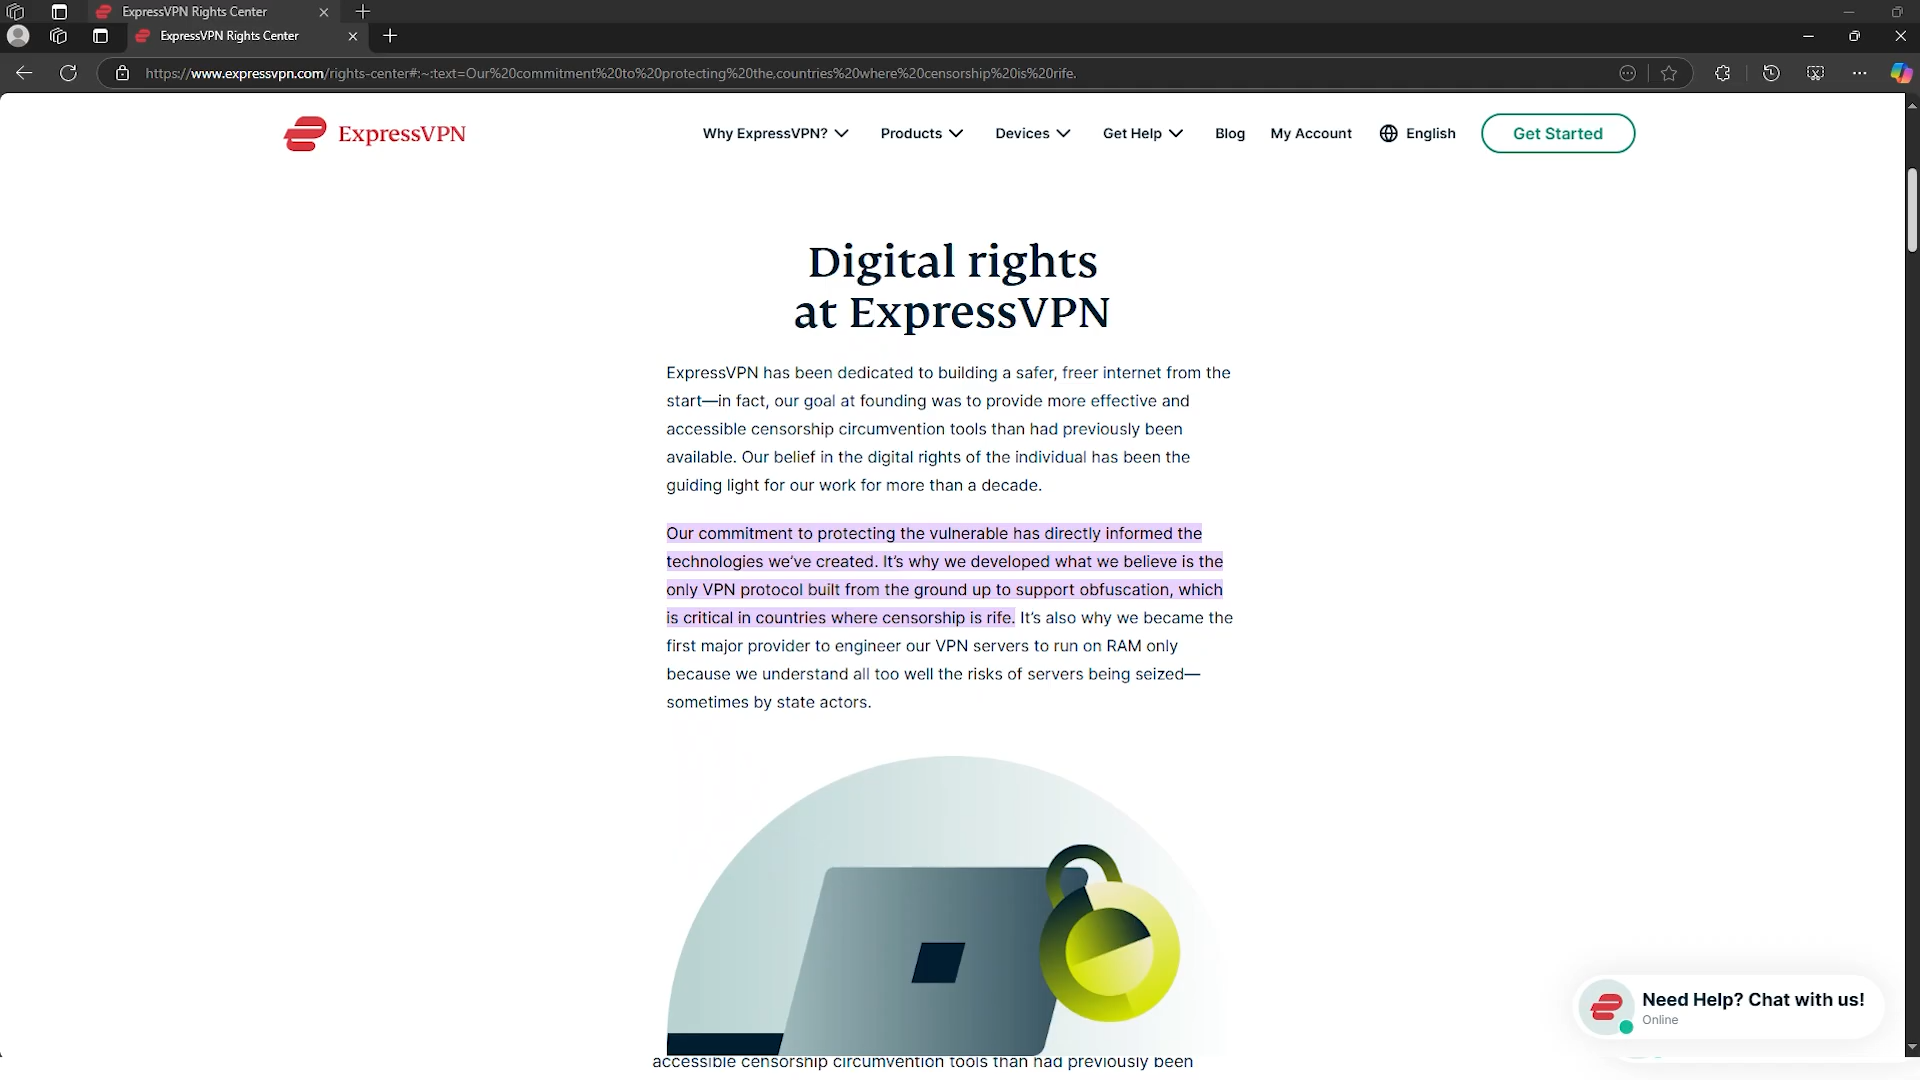 ExpressVPN Rights Center
ExpressVPN Rights Center
https://www.expressvpn.com/rights-center#:~:text=Our%20commitment%20to%20protecting%20the,countries%20where%20censorship%20is%20rife.
ExpressVPN
Why ExpressVPN?
Products
Devices
Get Help
Blog
My Account
English
Get Started
Digital rights
at ExpressVPN
ExpressVPN has been dedicated to building a safer, freer internet from the
start—in fact, our goal at founding was to provide more effective and
accessible censorship circumvention tools than had previously been
available. Our belief in the digital rights of the individual has been the
guiding light for our work for more than a decade.
Our commitment to protecting the vulnerable has directly informed the
technologies we’ve created. It’s why we developed what we believe is the
only VPN protocol built from the ground up to support obfuscation, which
is critical in countries where censorship is rife. It’s also why we became the
first major provider to engineer our VPN servers to run on RAM only
because we understand all too well the risks of servers being seized—
sometimes by state actors.
Need Help? Chat with us!
Online
accessible censorship circumvention tools than had previously been